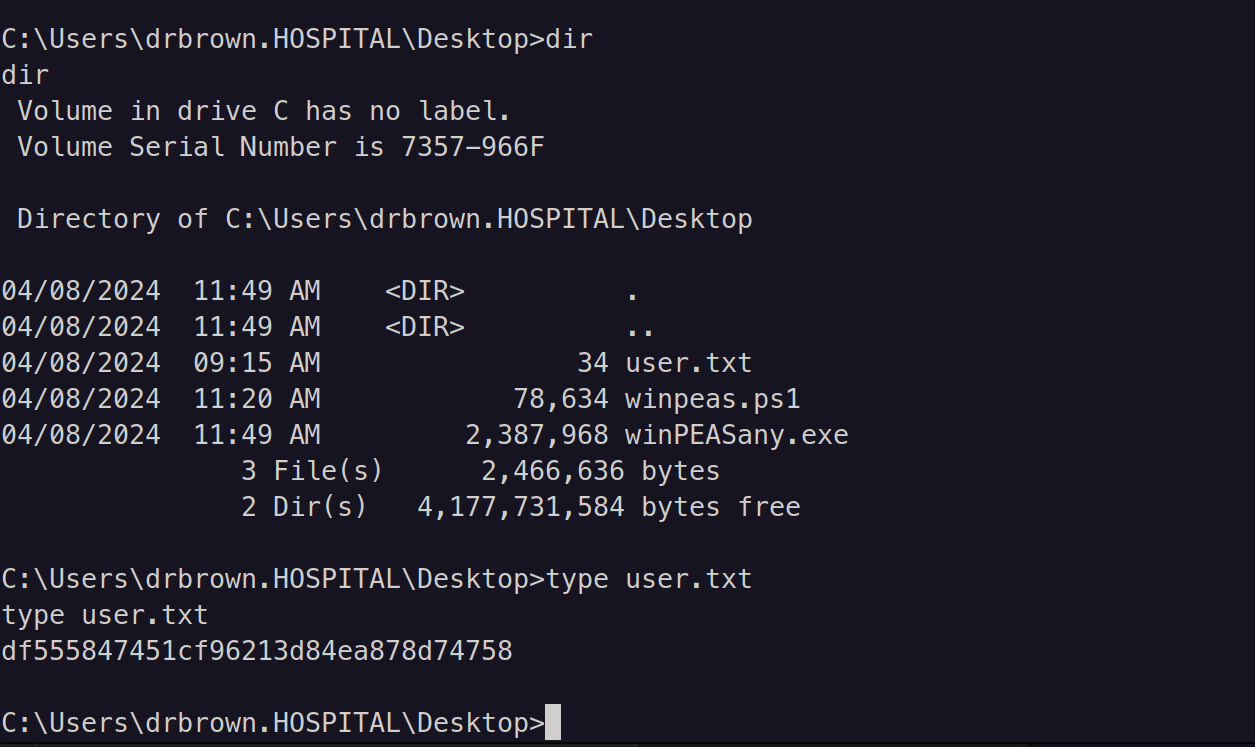 C:\Users\drbrown.HOSPITAL\Desktop>dir
dir
 Volume in drive C has no label.
 Volume Serial Number is 7357-966F

 Directory of C:\Users\drbrown.HOSPITAL\Desktop

04/08/2024  11:49 AM    <DIR>          .
04/08/2024  11:49 AM    <DIR>          ..
04/08/2024  09:15 AM                34 user.txt
04/08/2024  11:20 AM            78,634 winpeas.ps1
04/08/2024  11:49 AM         2,387,968 winPEASany.exe
               3 File(s)      2,466,636 bytes
               2 Dir(s)   4,177,731,584 bytes free

C:\Users\drbrown.HOSPITAL\Desktop>type user.txt
type user.txt
df555847451cf96213d84ea878d74758

C:\Users\drbrown.HOSPITAL\Desktop>